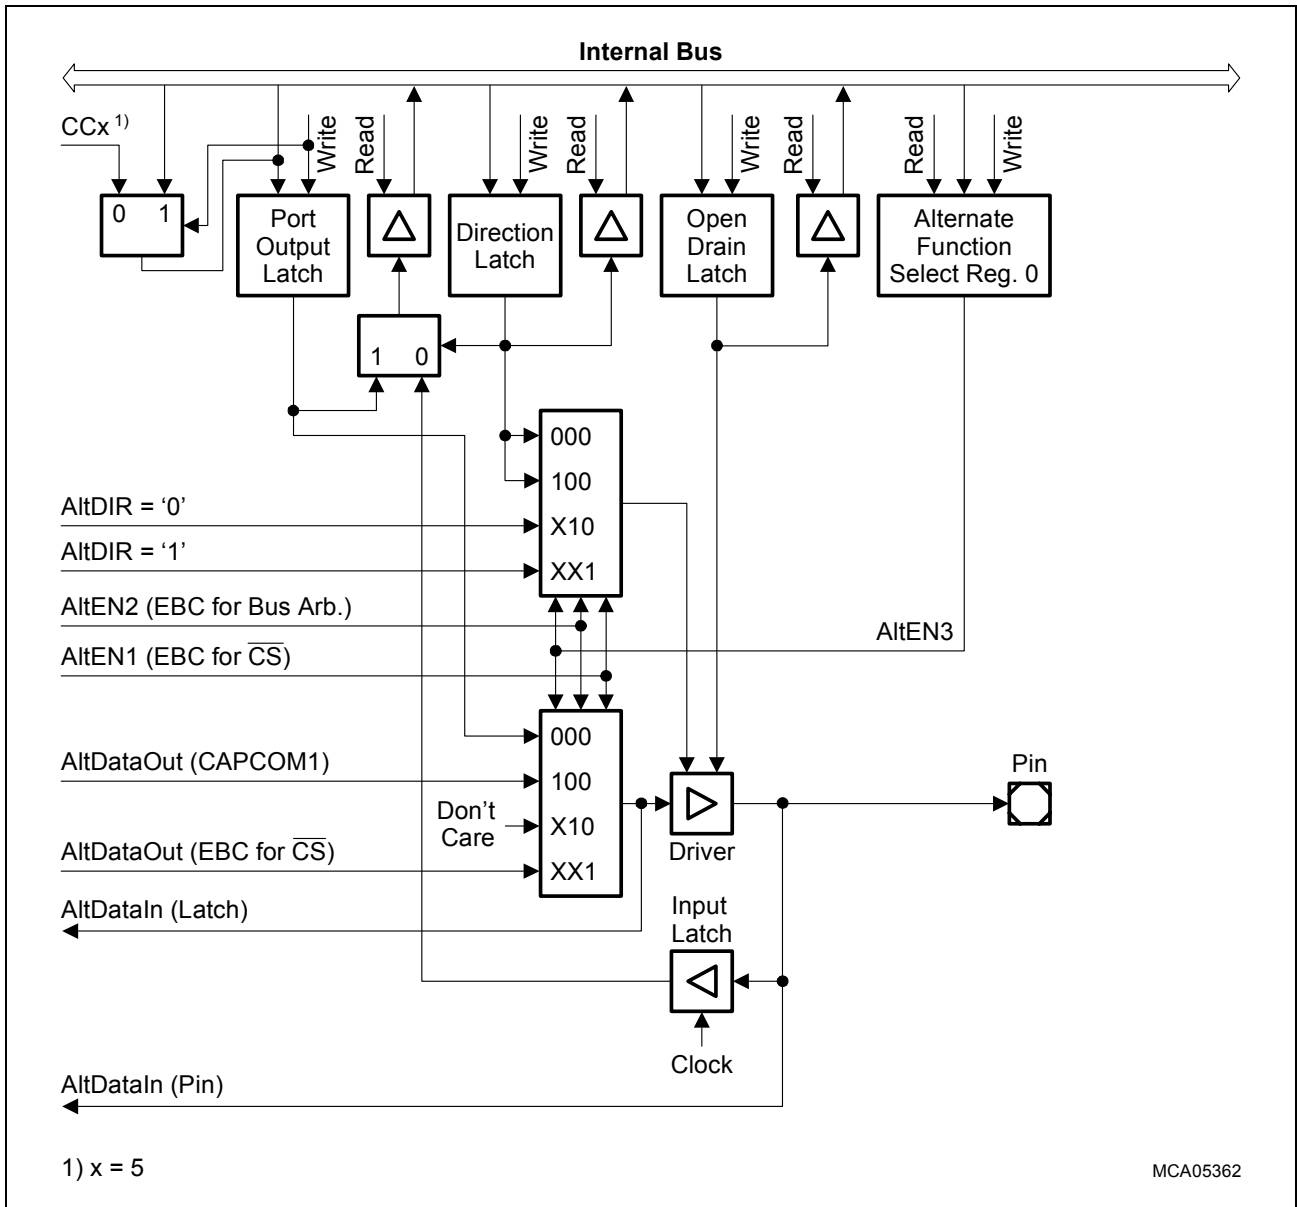 Internal Bus
CCx 1)
Write
Read
Write
Read
Write
Read
Read
Write
0 1
Port
Output
Latch
Direction
Latch
Open
Drain
Latch
Alternate
Function
Select Reg. 0
1 0
000
100
X10
XX1
AltDIR = ‘0’
AltDIR = ‘1’
AltEN2 (EBC for Bus Arb.)
AltEN1 (EBC for C̅S̅)
AltEN3
000
100
X10
XX1
AltDataOut (CAPCOM1)
Don’t
Care
AltDataOut (EBC for C̅S̅)
AltDataIn (Latch)
Driver
Pin
Input
Latch
Clock
AltDataIn (Pin)
1) x = 5
MCA05362